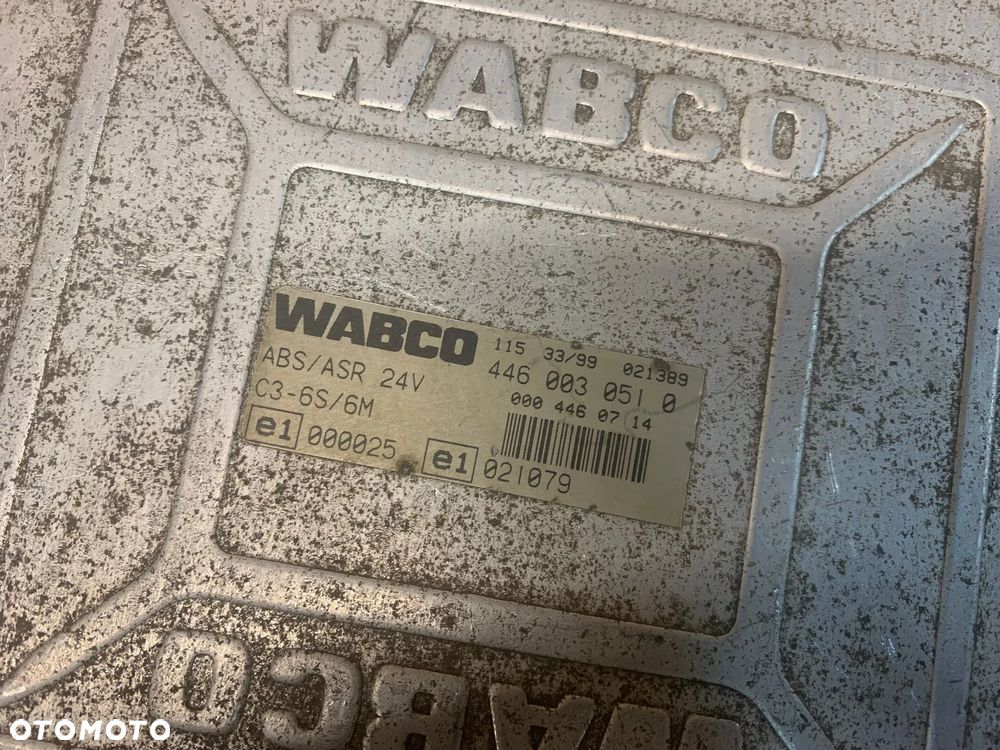 WABCO
WABCO 115 33/99 021389
ABS/ASR 24V 446 003 051 0
C3-6S/6M 000 446 07 14
e1 000025 e1 021079
WABCO
OTOMOTO